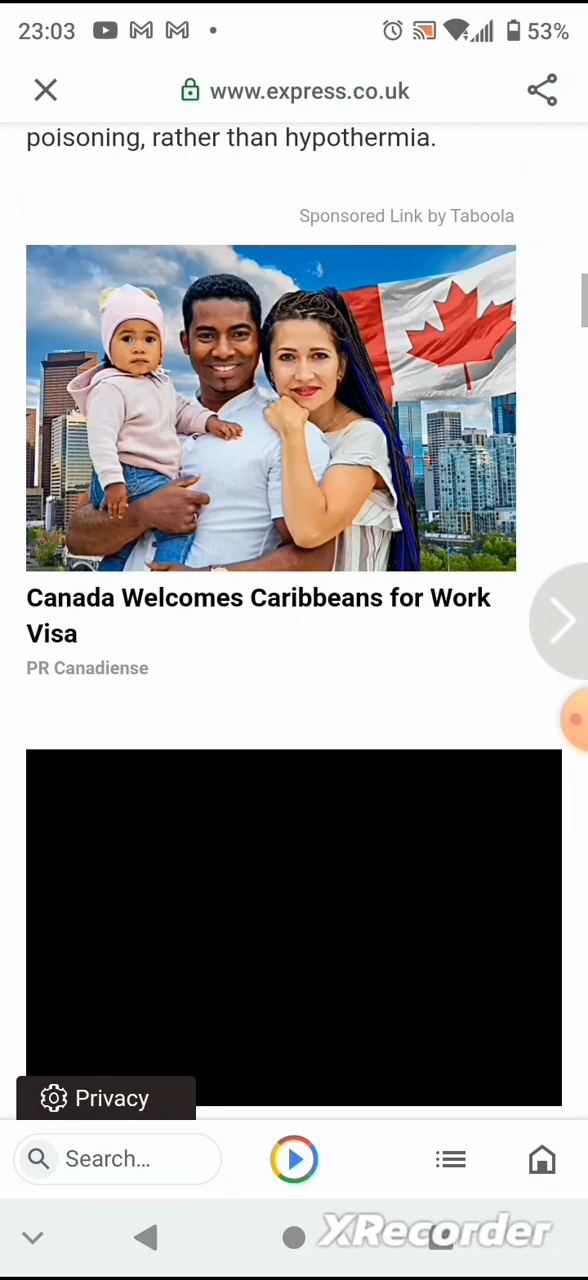 23:03
53%
www.express.co.uk
poisoning, rather than hypothermia.
Sponsored Link by Taboola
Canada Welcomes Caribbeans for Work
Visa
PR Canadiense
Privacy
Search...
XRecorder